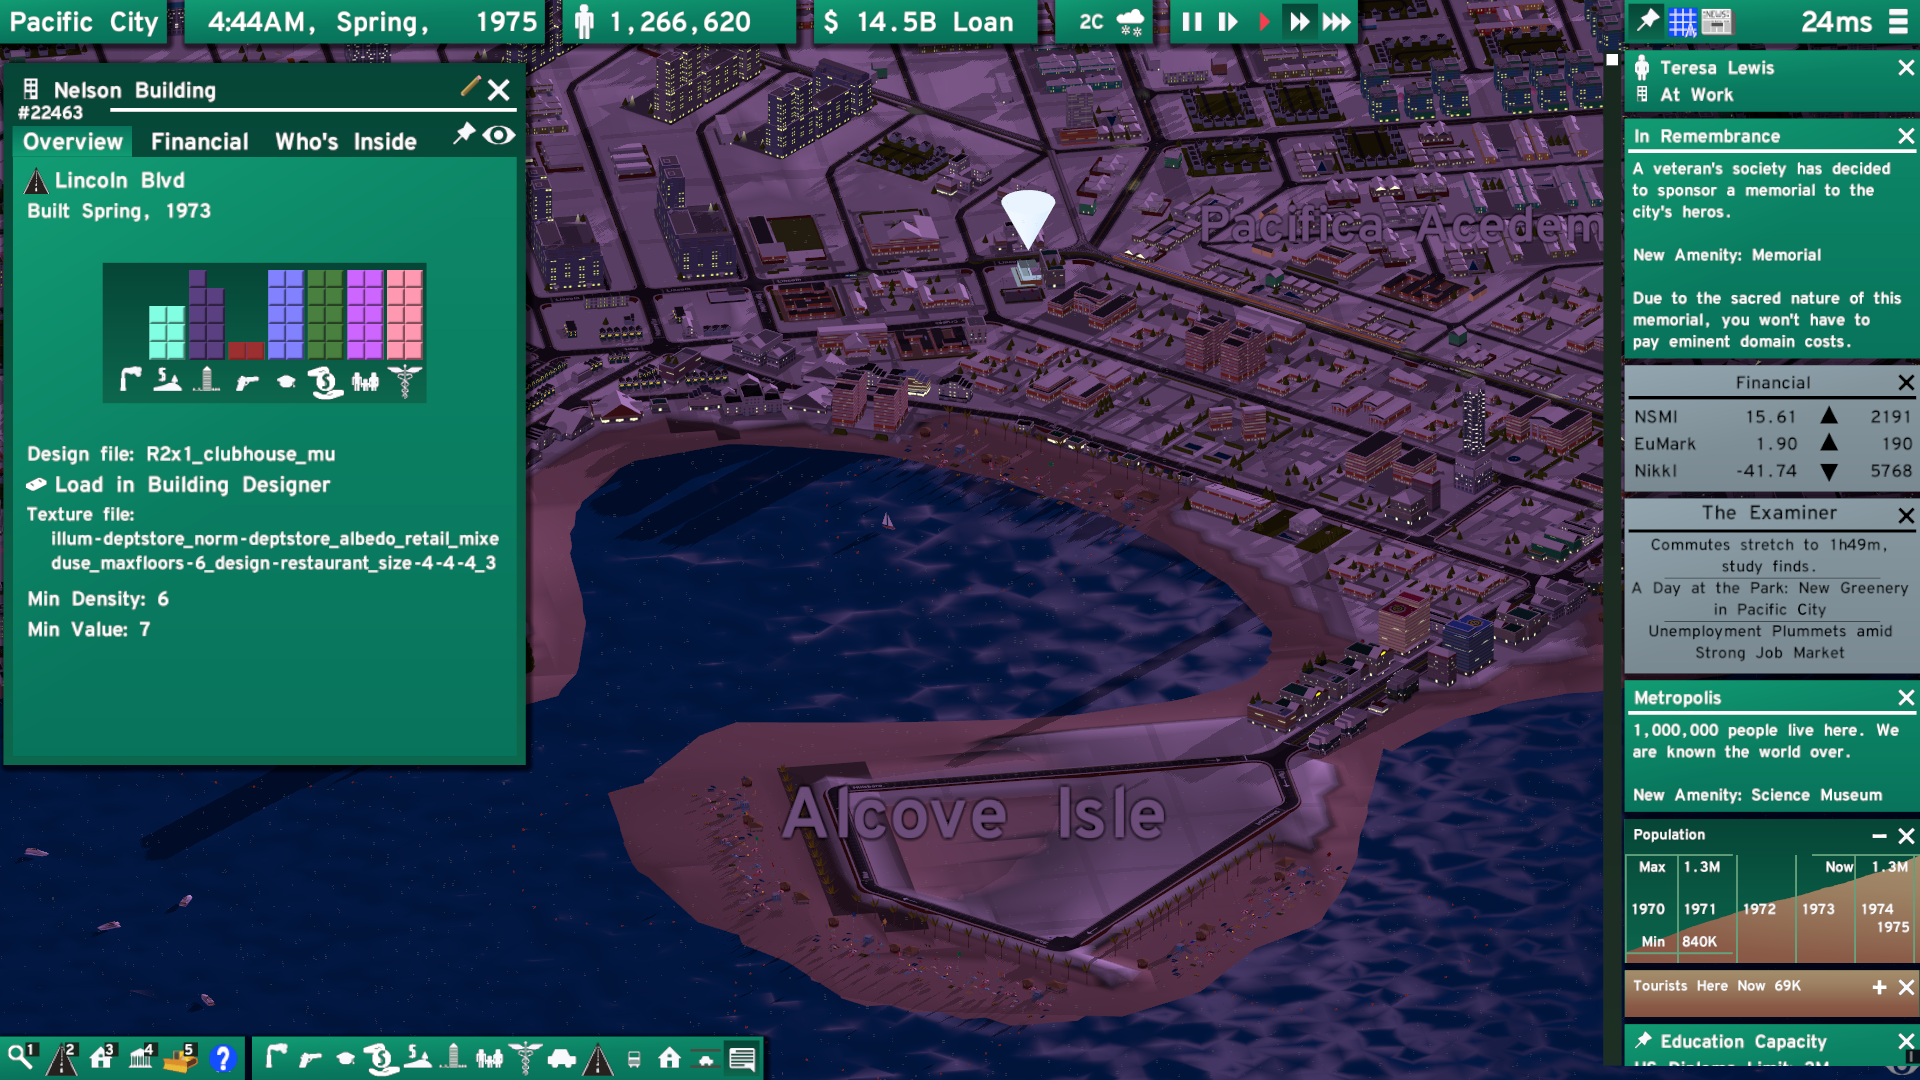 Pacific City
4:44AM, Spring, 1975
1,266,620
$ 14.5B Loan
2C
24ms
Nelson Building
#22463
Overview
Financial
Who's Inside
Lincoln Blvd
Built Spring, 1973
Design file: R2x1_clubhouse_mu
Load in Building Designer
Texture file:
illum-deptstore_norm-deptstore_albedo_retail_mixe
duse_maxfloors-6_design-restaurant_size-4-4-4_3
Min Density: 6
Min Value: 7
Pacifica Academ
Alcove Isle
Teresa Lewis
At Work
In Remembrance
A veteran's society has decided
to sponsor a memorial to the
city's heros.
New Amenity: Memorial
Due to the sacred nature of this
memorial, you won't have to
pay eminent domain costs.
Financial
NSMI 15.61 ▲ 2191
EuMark 1.90 ▲ 190
NikkI -41.74 ▼ 5768
The Examiner
Commutes stretch to 1h49m,
study finds.
A Day at the Park: New Greenery
in Pacific City
Unemployment Plummets amid
Strong Job Market
Metropolis
1,000,000 people live here. We
are known the world over.
New Amenity: Science Museum
Population
Max 1.3M Now 1.3M
1970 1971 1972 1973 1974
1975
Min 840K
Tourists Here Now 69K
Education Capacity
1 2 3 4 5 ?